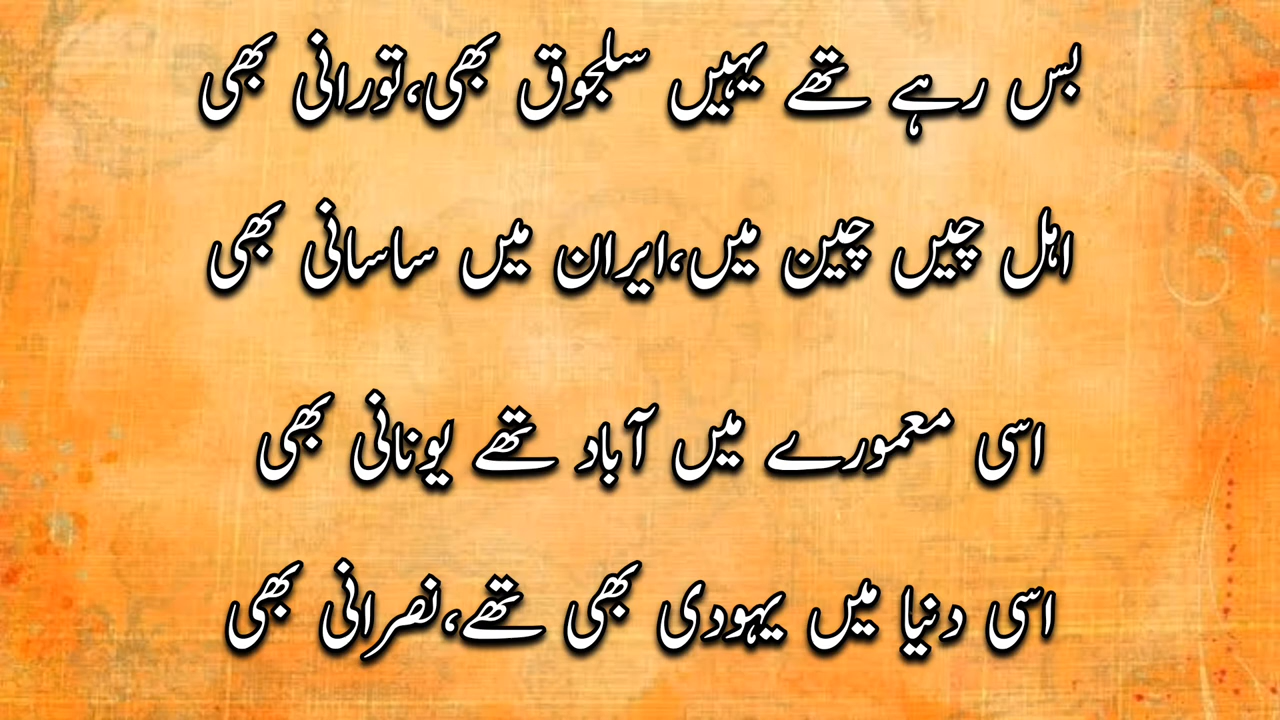 بس رہے تھے یہیں سلجوق بھی،تورانی بھی
اہل چیں چین میں،ایران میں ساسانی بھی
اسی معمورے میں آباد تھے یونانی بھی
اسی دنیا میں یہودی بھی تھے،نصرانی بھی